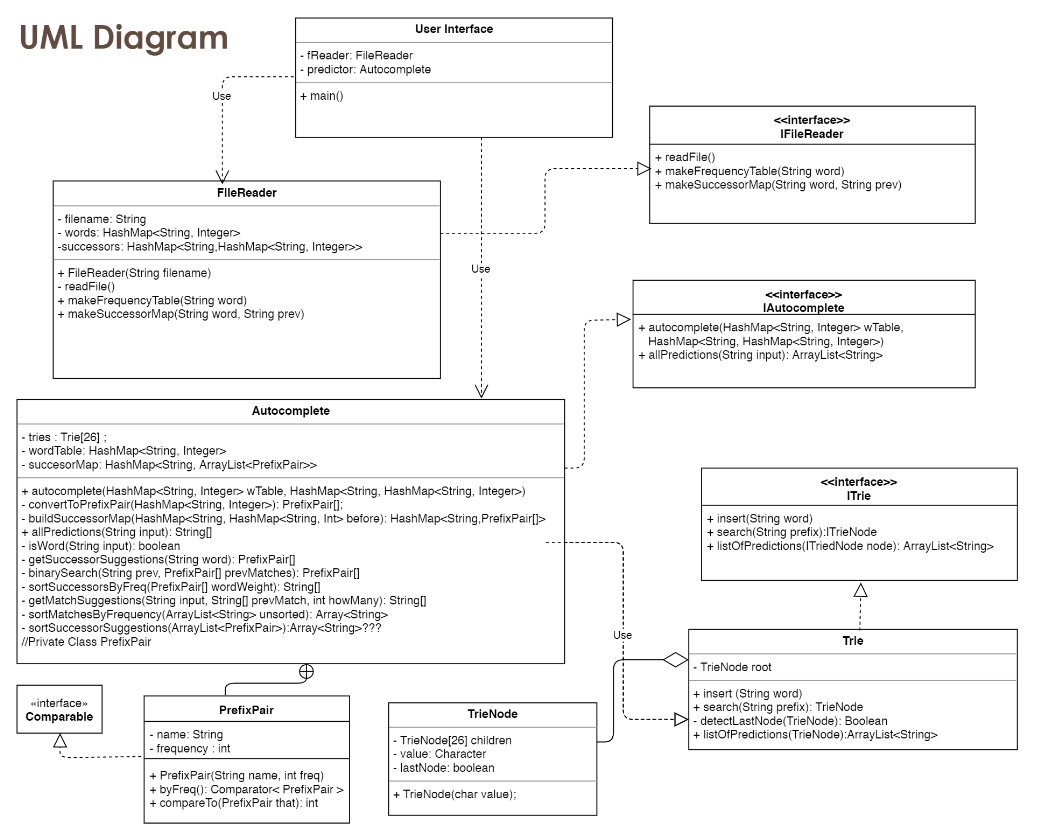 UML Diagram
User Interface
- fReader: FileReader
- predictor: Autocomplete
+ main()
Use
<<interface>>
IFileReader
+ readFile()
+ makeFrequencyTable(String word)
+ makeSuccessorMap(String word, String prev)
FileReader
- filename: String
- words: HashMap<String, Integer>
-successors: HashMap<String,HashMap<String, Integer>>
+ FileReader(String filename)
- readFile()
+ makeFrequencyTable(String word)
+ makeSuccessorMap(String word, String prev)
Use
<<interface>>
IAutocomplete
+ autocomplete(HashMap<String, Integer> wTable,
HashMap<String, HashMap<String, Integer>)
+ allPredictions(String input): ArrayList<String>
Autocomplete
- tries : Trie[26] ;
- wordTable: HashMap<String, Integer>
- succesorMap: HashMap<String, ArrayList<PrefixPair>>
+ autocomplete(HashMap<String, Integer> wTable, HashMap<String, HashMap<String, Integer>)
- convertToPrefixPair(HashMap<String, Integer>): PrefixPair[];
- buildSuccessorMap(HashMap<String, HashMap<String, Int> before): HashMap<String,PrefixPair[]>
+ allPredictions(String input): String[]
- isWord(String input): boolean
- getSuccessorSuggestions(String word): PrefixPair[]
- binarySearch(String prev, PrefixPair[] prevMatches): PrefixPair[]
- sortSuccessorsByFreq(PrefixPair[] wordWeight): String[]
- getMatchSuggestions(String input, String[] prevMatch, int howMany): String[]
- sortMatchesByFrequency(ArrayList<String> unsorted): Array<String>
- sortSuccessorSuggestions(ArrayList<PrefixPair>):Array<String>???
//Private Class PrefixPair
<<interface>>
ITrie
+ insert(String word)
+ search(String prefix):ITrieNode
+ listOfPredictions(ITriedNode node): ArrayList<String>
Use
Trie
- TrieNode root
+ insert (String word)
+ search(String prefix): TrieNode
- detectLastNode(TrieNode): Boolean
+ listOfPredictions(TrieNode):ArrayList<String>
«interface»
Comparable
PrefixPair
- name: String
- frequency : int
+ PrefixPair(String name, int freq)
+ byFreq(): Comparator< PrefixPair >
+ compareTo(PrefixPair that): int
TrieNode
- TrieNode[26] children
- value: Character
- lastNode: boolean
+ TrieNode(char value);